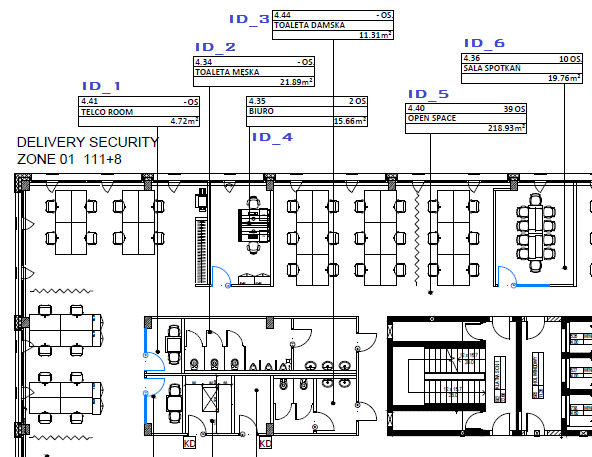 ID_3
4.44 - OS.
TOALETA DAMSKA
11.31m²
ID_2
4.34 - OS.
TOALETA MĘSKA
21.89m²
ID_6
4.36 10 OS.
SALA SPOTKAŃ
19.76m²
ID_1
4.41 - OS.
TELCO ROOM
4.72m²
4.35 2 OS.
BIURO
15.66m²
ID_4
ID_5
4.40 39 OS.
OPEN SPACE
218.93m²
DELIVERY SECURITY
ZONE 01 111+8
KD
KD